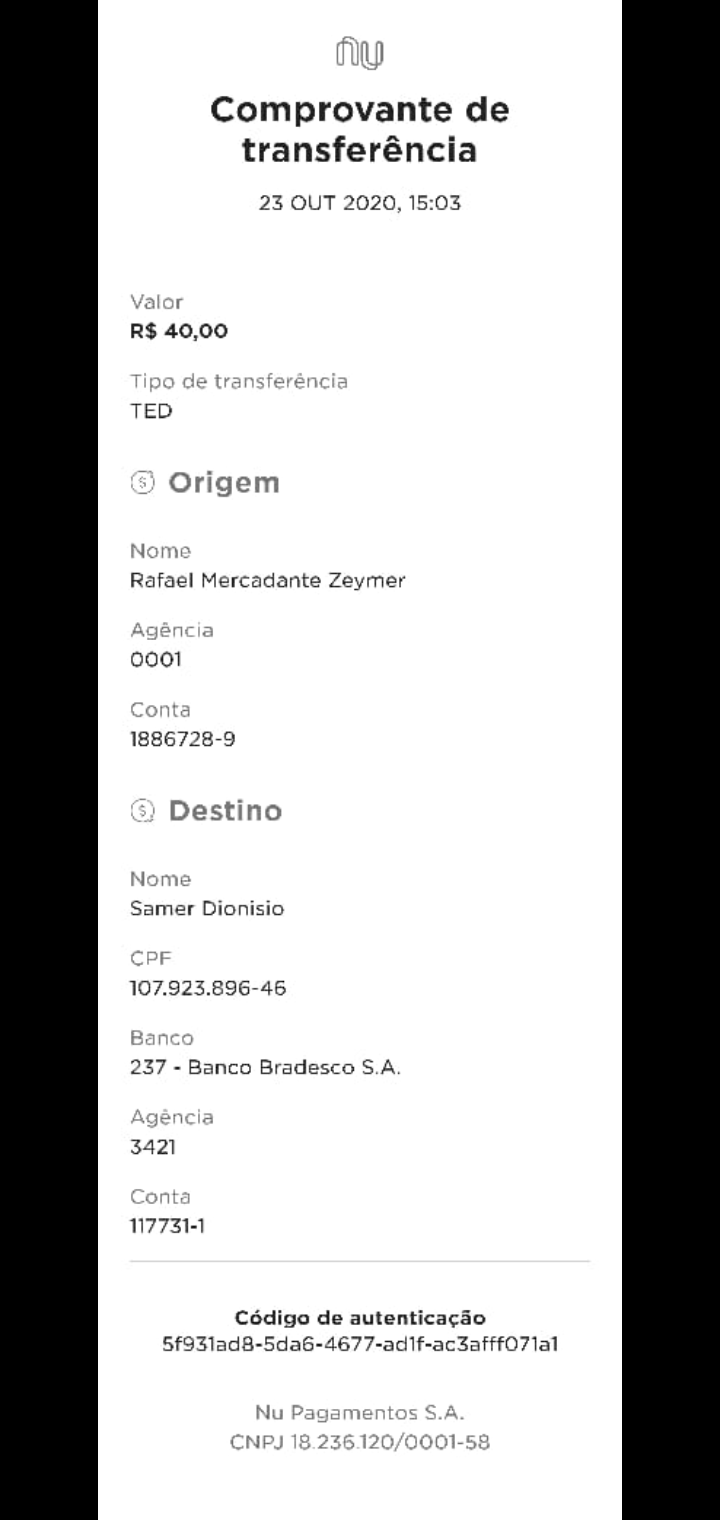 nu
Comprovante de
transferência
23 OUT 2020, 15:03
Valor
R$ 40,00
Tipo de transferência
TED
Origem
Nome
Rafael Mercadante Zeymer
Agência
0001
Conta
1886728-9
Destino
Nome
Samer Dionisio
CPF
107.923.896-46
Banco
237 - Banco Bradesco S.A.
Agência
3421
Conta
117731-1
Código de autenticação
5f931ad8-5da6-4677-ad1f-ac3afff071a1
Nu Pagamentos S.A.
CNPJ 18.236.120/0001-58